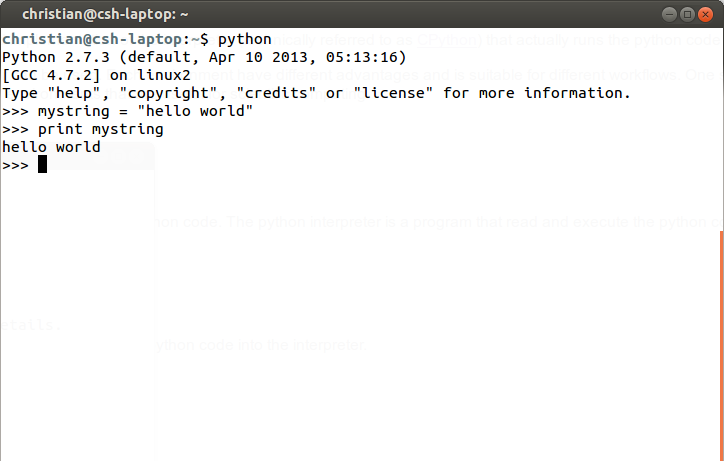 christian@csh-laptop: ~
christian@csh-laptop:~$ python
Python 2.7.3 (default, Apr 10 2013, 05:13:16)
[GCC 4.7.2] on linux2
Type "help", "copyright", "credits" or "license" for more information.
>>> mystring = "hello world"
>>> print mystring
hello world
>>>